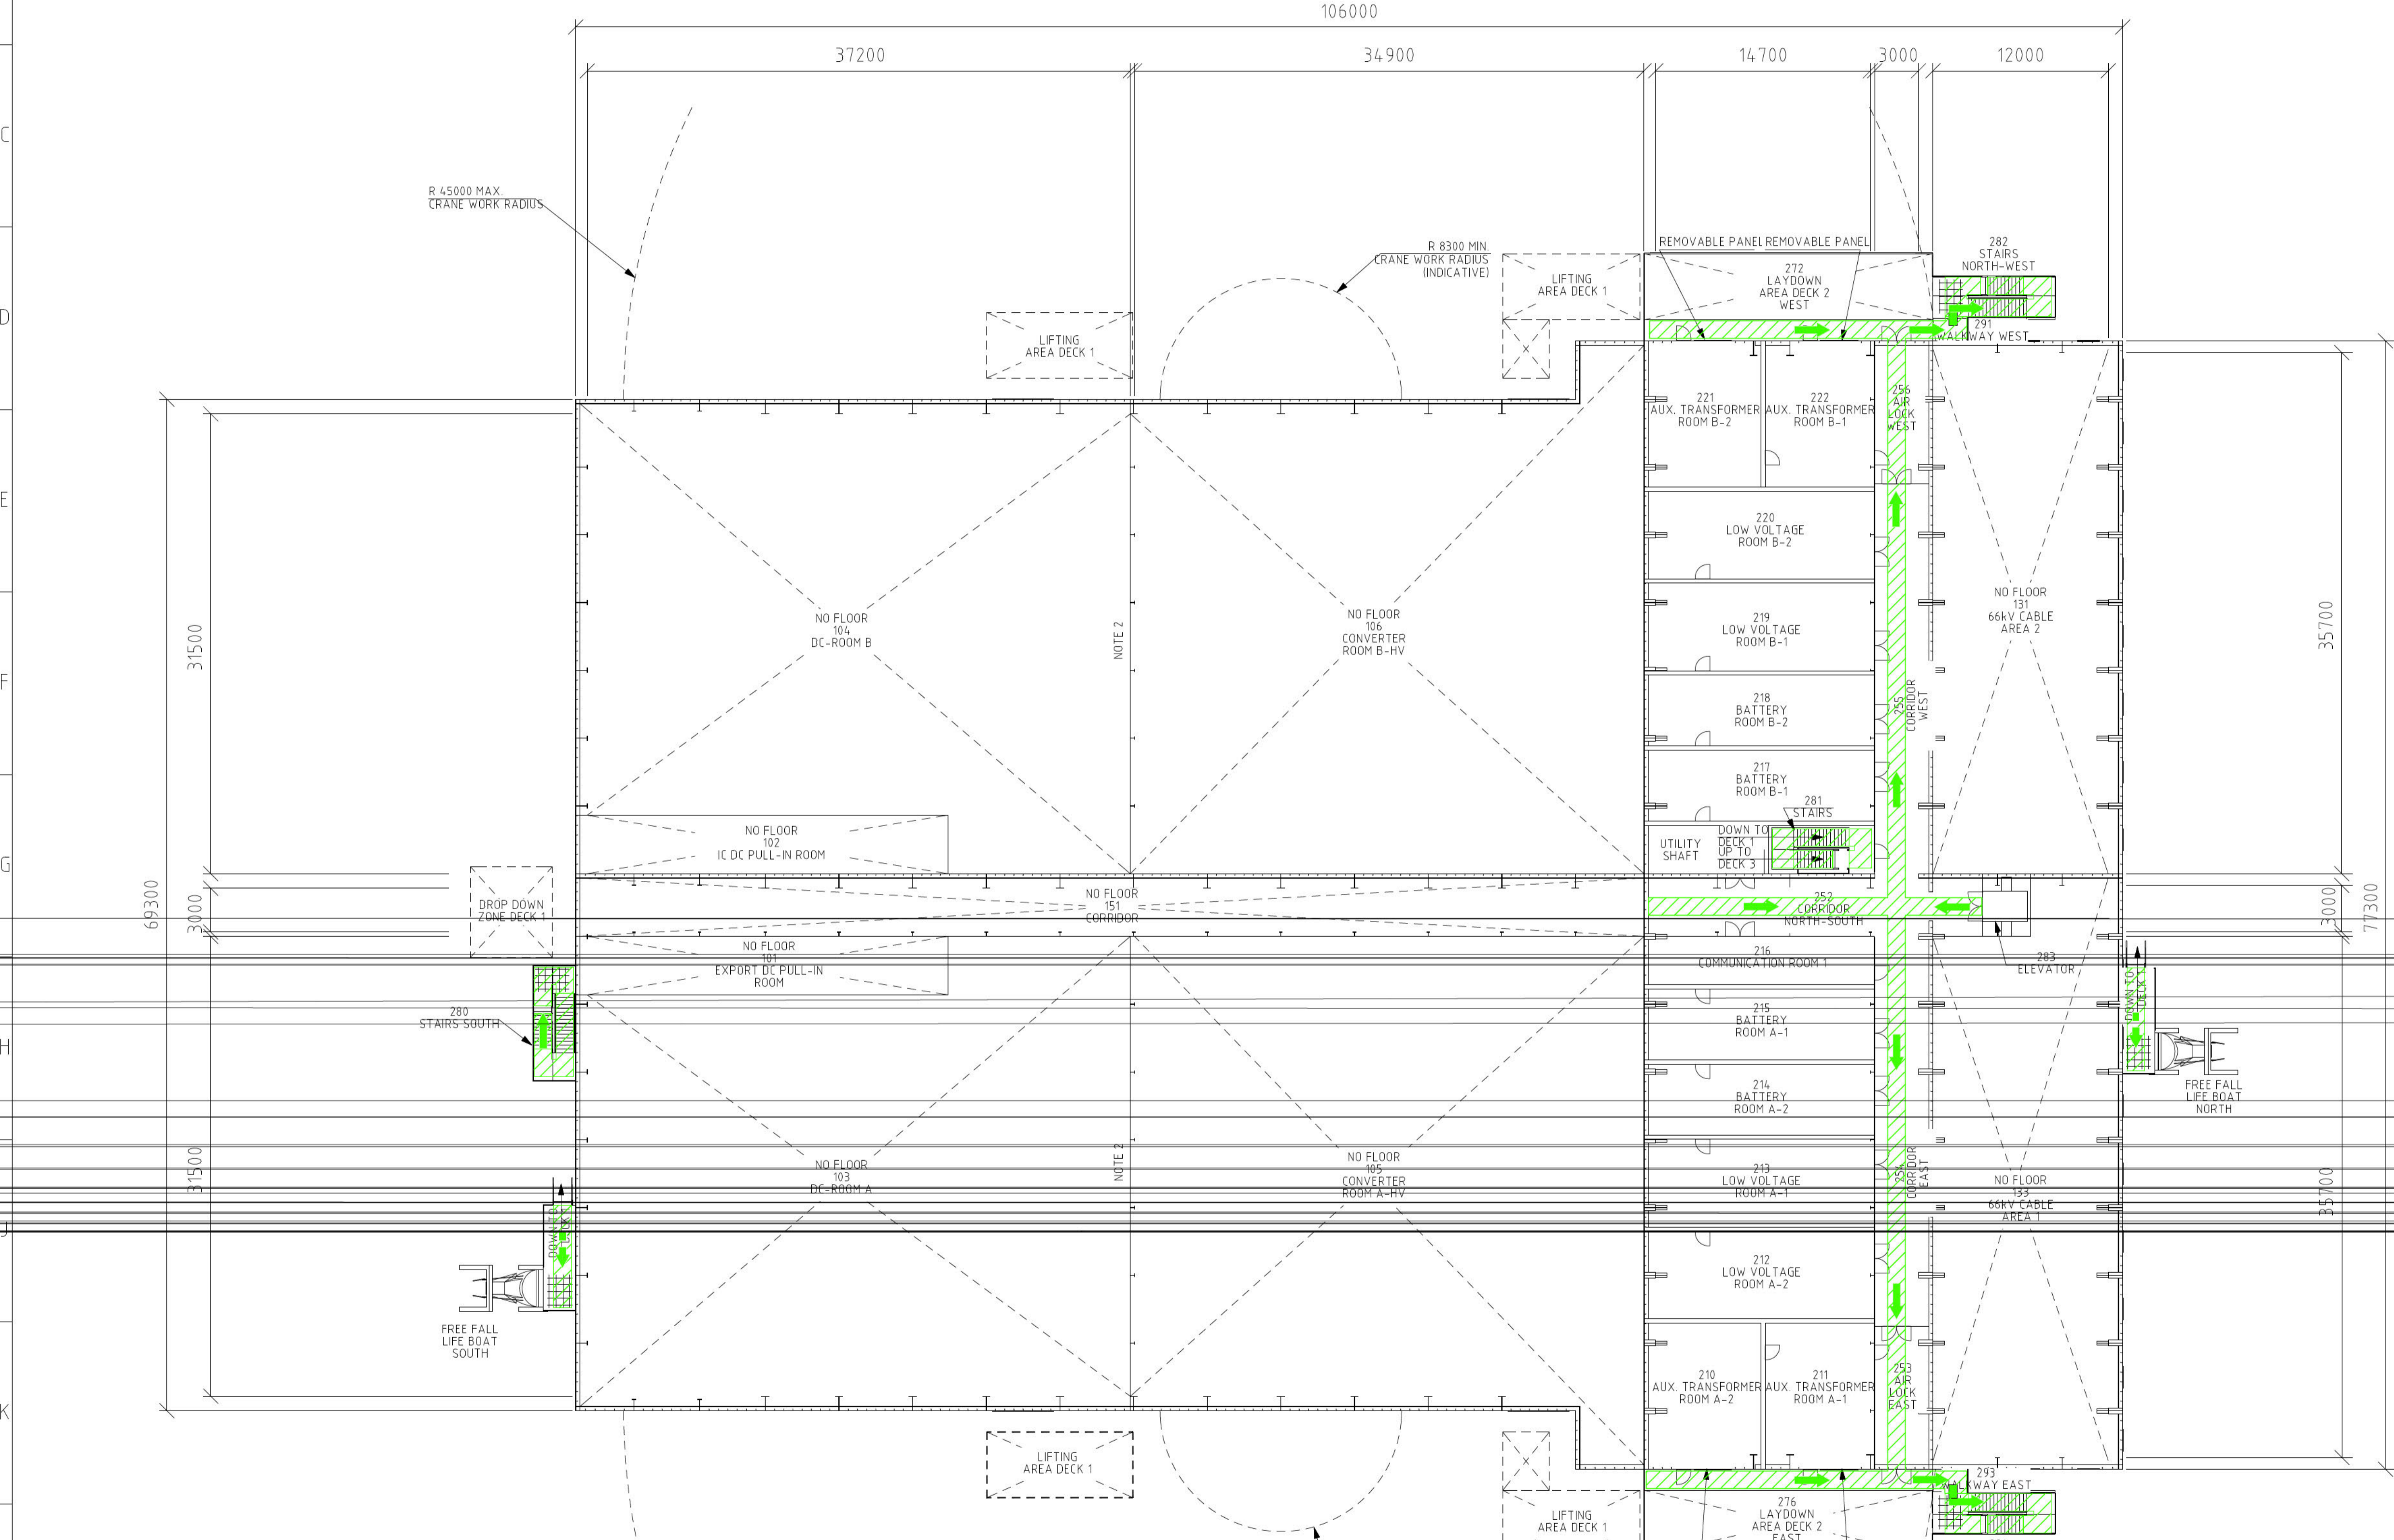 106000
37200
34900
14700
3000
12000
C
R 45000 MAX.
CRANE WORK RADIUS
R 8300 MIN.
CRANE WORK RADIUS
(INDICATIVE)
REMOVABLE PANEL
REMOVABLE PANEL
282
STAIRS
NORTH-WEST
LIFTING
AREA DECK 1
272
LAYDOWN
AREA DECK 2
WEST
D
LIFTING
AREA DECK 1
291
WALKWAY WEST
221
AUX. TRANSFORMER
ROOM B-2
222
AUX. TRANSFORMER
ROOM B-1
256
AIR
LOCK
WEST
E
220
LOW VOLTAGE
ROOM B-2
NO FLOOR
104
DC-ROOM B
NOTE 2
NO FLOOR
106
CONVERTER
ROOM B-HV
219
LOW VOLTAGE
ROOM B-1
NO FLOOR
131
66kV CABLE
AREA 2
31500
35700
F
218
BATTERY
ROOM B-2
255
CORRIDOR
WEST
217
BATTERY
ROOM B-1
281
STAIRS
NO FLOOR
102
IC DC PULL-IN ROOM
UTILITY
SHAFT
DOWN TO
DECK 1
UP TO
DECK 3
G
69300
3000
DROP DOWN
ZONE DECK 1
NO FLOOR
151
CORRIDOR
252
CORRIDOR
NORTH-SOUTH
3000
77300
NO FLOOR
101
EXPORT DC PULL-IN
ROOM
216
COMMUNICATION ROOM 1
283
ELEVATOR
280
STAIRS SOUTH
215
BATTERY
ROOM A-1
DOWN TO
DECK 1
H
214
BATTERY
ROOM A-2
FREE FALL
LIFE BOAT
NORTH
31500
NO FLOOR
103
DC-ROOM A
NOTE 2
NO FLOOR
105
CONVERTER
ROOM A-HV
213
LOW VOLTAGE
ROOM A-1
254
CORRIDOR
EAST
NO FLOOR
133
66kV CABLE
AREA 1
35700
J
DOWN TO
212
LOW VOLTAGE
ROOM A-2
FREE FALL
LIFE BOAT
SOUTH
210
AUX. TRANSFORMER
ROOM A-2
211
AUX. TRANSFORMER
ROOM A-1
253
AIR
LOCK
EAST
K
LIFTING
AREA DECK 1
293
WALKWAY EAST
LIFTING
AREA DECK 1
276
LAYDOWN
AREA DECK 2
EAST